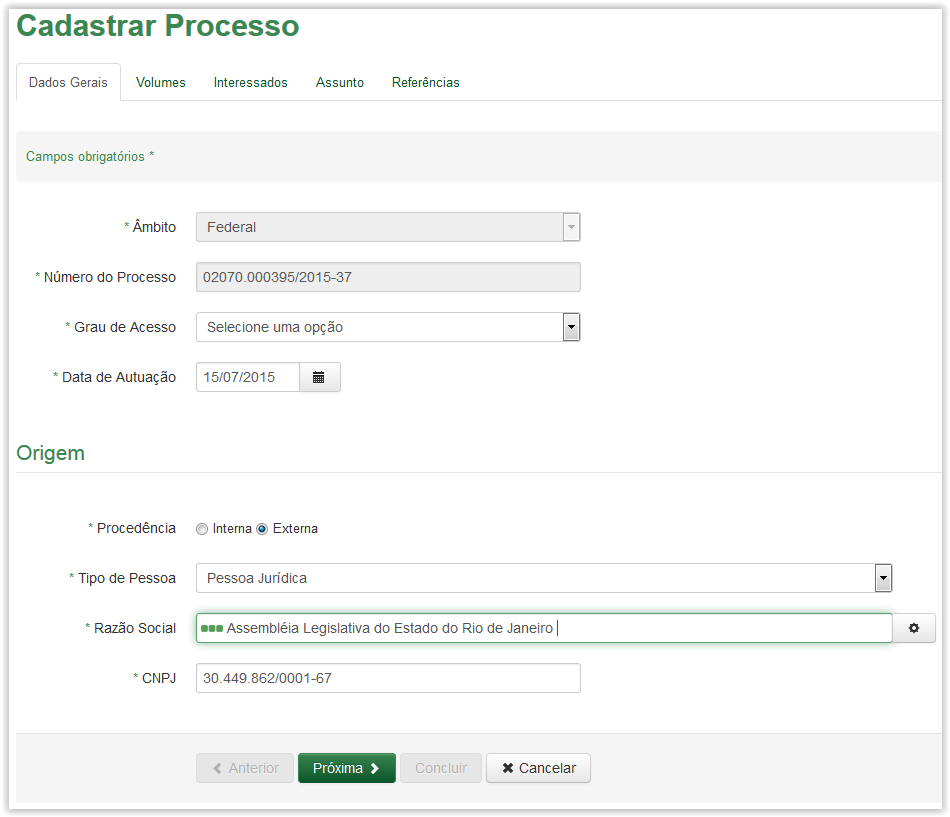 Cadastrar Processo
Dados Gerais Volumes Interessados Assunto Referências
Campos obrigatórios *
* Âmbito Federal
* Número do Processo 02070.000395/2015-37
* Grau de Acesso Selecione uma opção
* Data de Autuação 15/07/2015
Origem
* Procedência Interna Externa
* Tipo de Pessoa Pessoa Jurídica
* Razão Social Assembléia Legislativa do Estado do Rio de Janeiro
* CNPJ 30.449.862/0001-67
Anterior Próxima Concluir Cancelar